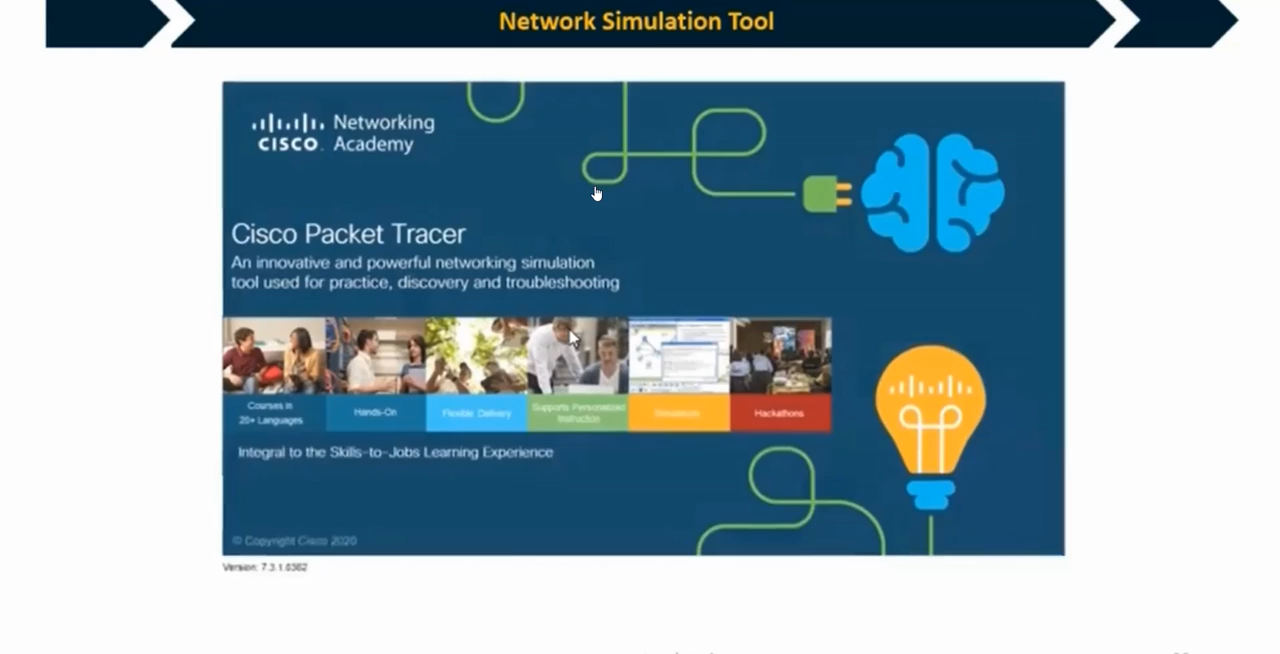 Network Simulation Tool
Networking
CISCO Academy
Cisco Packet Tracer
An innovative and powerful networking simulation
tool used for practice, discovery and troubleshooting
Courses in
20+ Languages
Hands-On
Flexible Delivery
Supports Personalized
Instruction
Hackathons
Integral to the Skills-to-Jobs Learning Experience
© Copyright Cisco 2020
Version: 7.3.1.0362